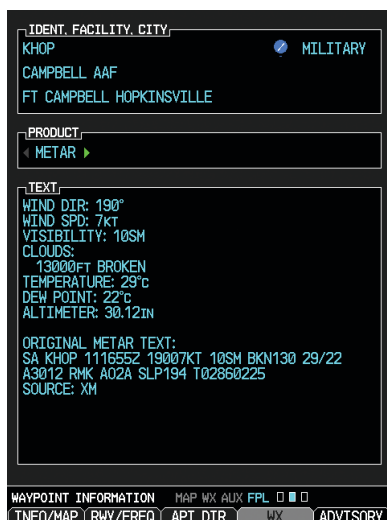 IDENT, FACILITY, CITY
KHOP MILITARY
CAMPBELL AAF
FT CAMPBELL HOPKINSVILLE
PRODUCT
METAR
TEXT
WIND DIR: 190°
WIND SPD: 7KT
VISIBILITY: 10SM
CLOUDS:
13000FT BROKEN
TEMPERATURE: 29°C
DEW POINT: 22°C
ALTIMETER: 30.12IN
ORIGINAL METAR TEXT:
SA KHOP 111655Z 19007KT 10SM BKN130 29/22
A3012 RMK AO2A SLP194 T02860225
SOURCE: XM
WAYPOINT INFORMATION MAP WX AUX FPL
INFO/MAP RWY/FREQ APT DIR WX ADVISORY